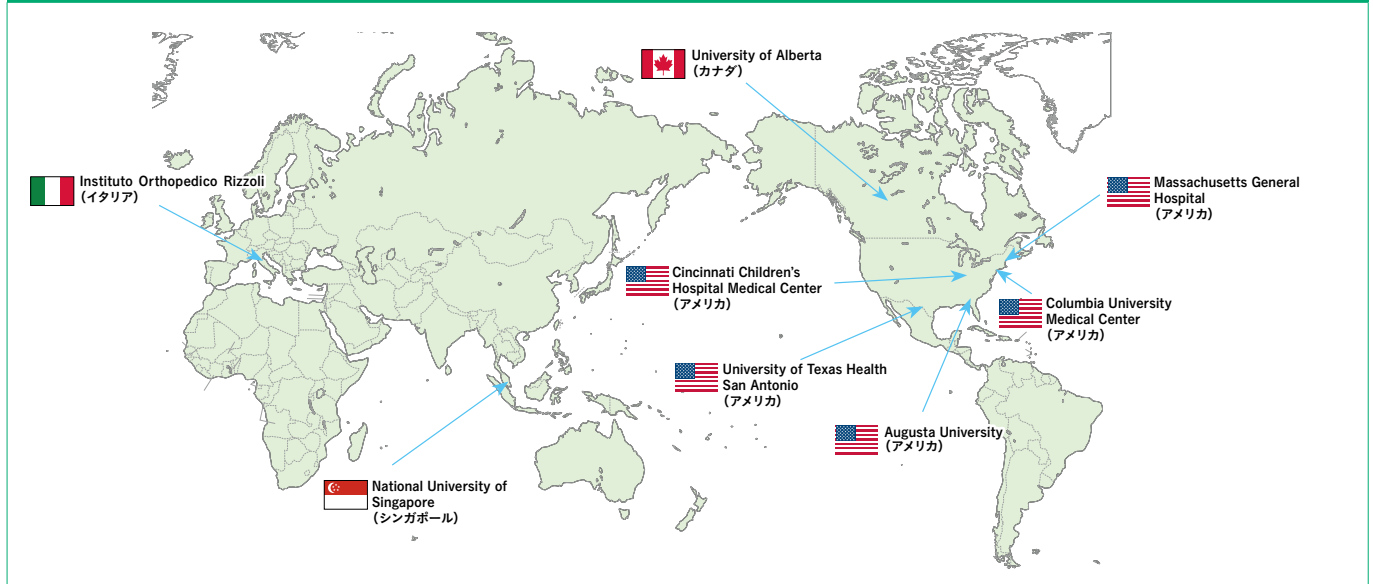 University of Alberta
（カナダ）
Instituto Orthopedico Rizzoli
（イタリア）
Massachusetts General
Hospital
（アメリカ）
Cincinnati Children's
Hospital Medical Center
（アメリカ）
Columbia University
Medical Center
（アメリカ）
University of Texas Health
San Antonio
（アメリカ）
Augusta University
（アメリカ）
National University of
Singapore
（シンガポール）